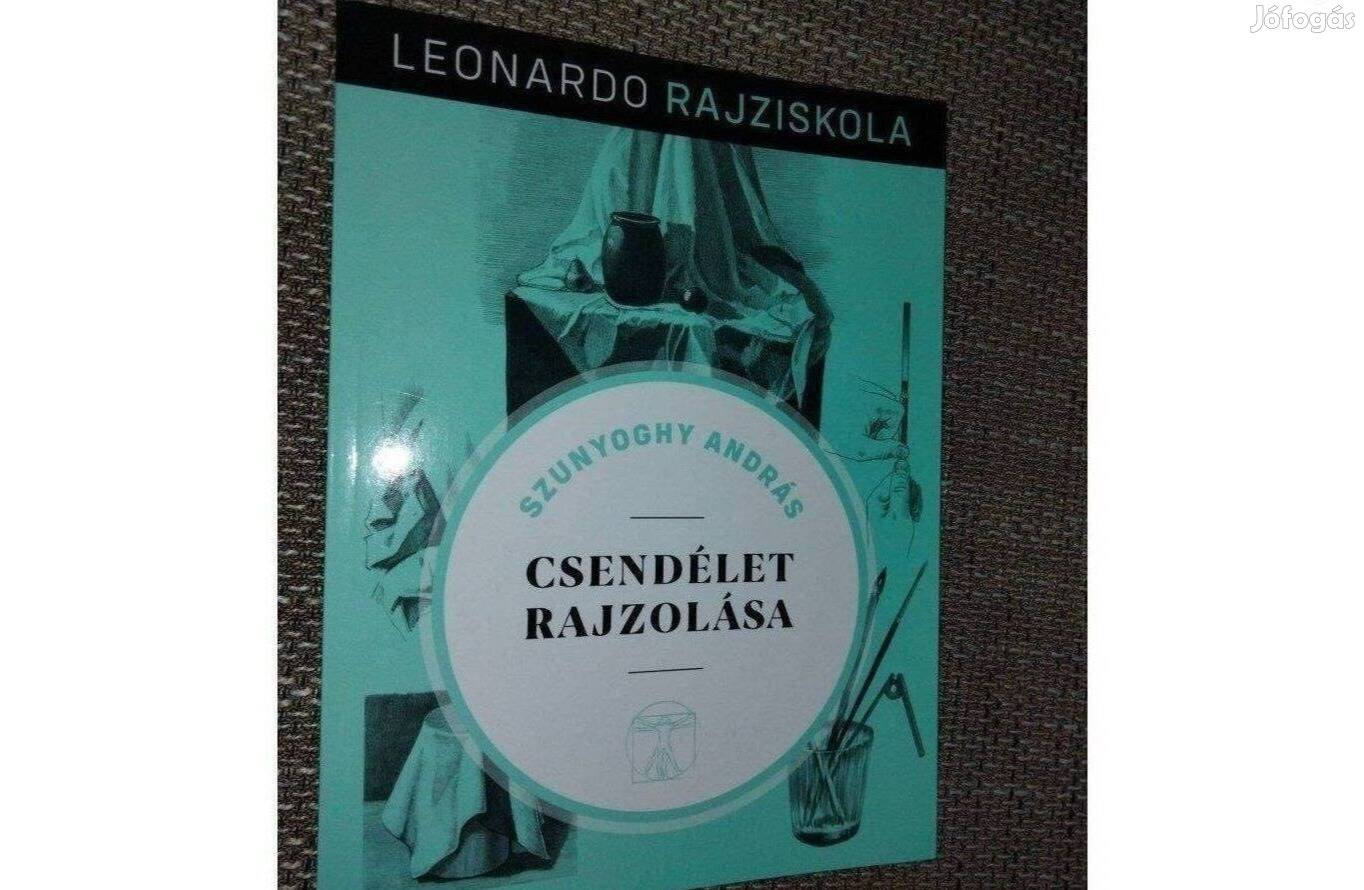 Jófogás
LEONARDO RAJZISKOLA
SZUNYOGHY ANDRÁS
CSENDÉLET
RAJZOLÁSA